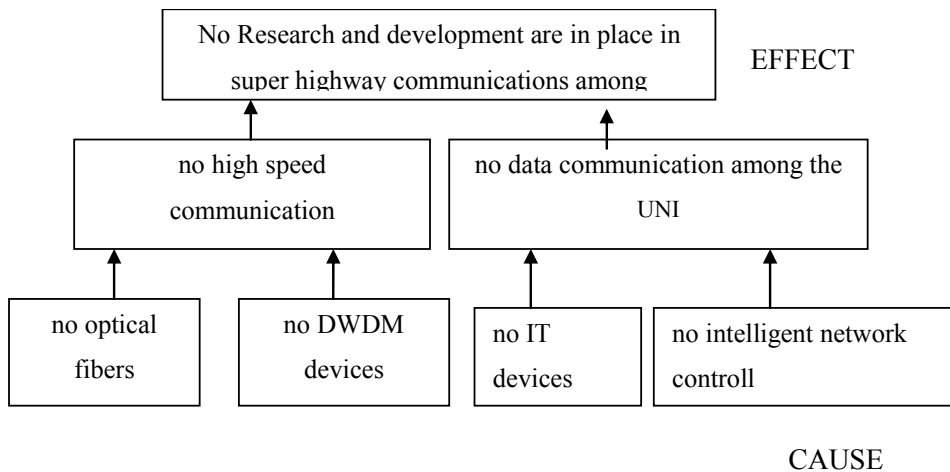 No Research and development are in place in
super highway communications among
EFFECT
no high speed
communication
no data communication among the
UNI
no optical
fibers
no DWDM
devices
no IT
devices
no intelligent network
controll
CAUSE